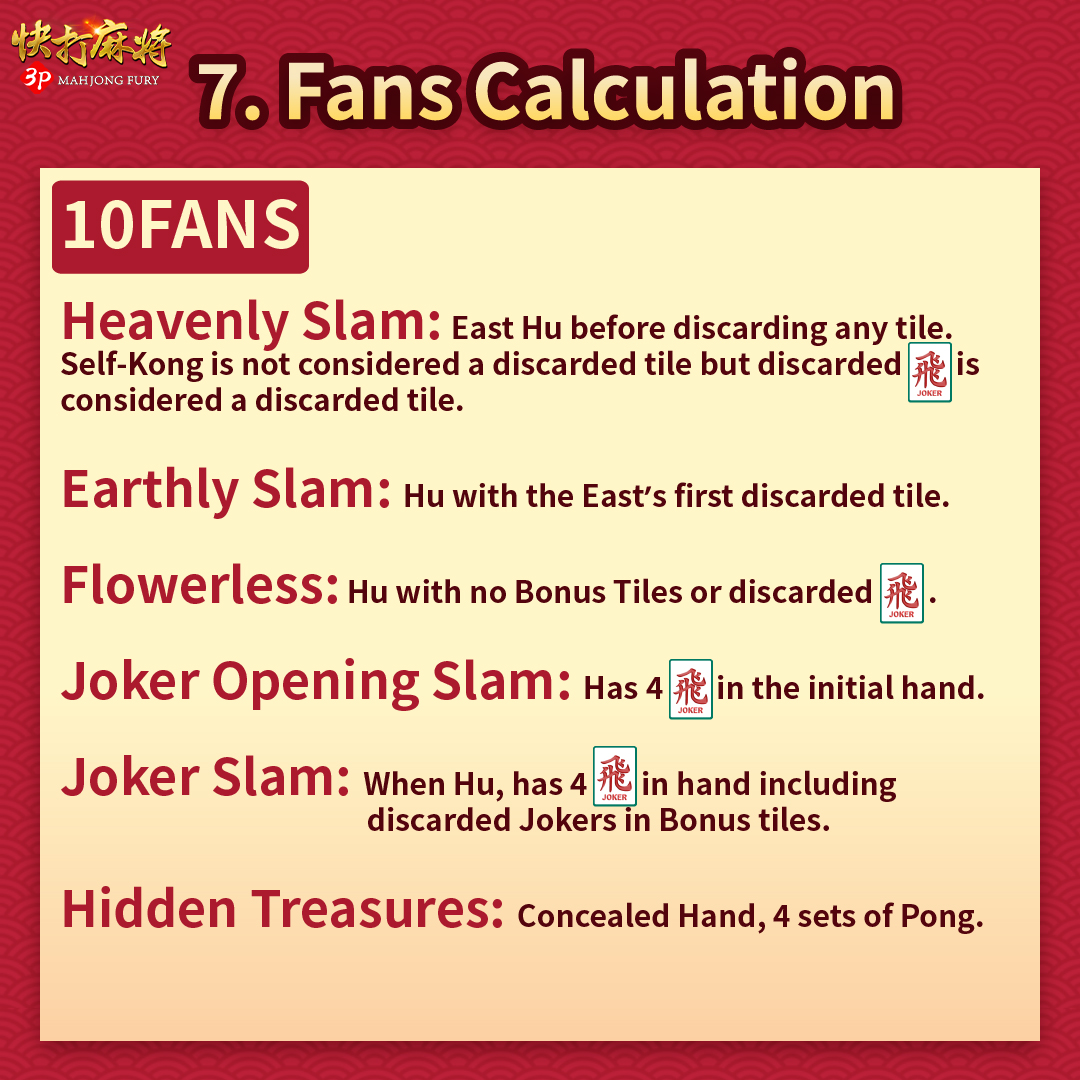 快打麻将
3P MAHJONG FURY
7. Fans Calculation
10FANS
Heavenly Slam: East Hu before discarding any tile.
Self-Kong is not considered a discarded tile but discarded 飛 JOKER is
considered a discarded tile.
Earthly Slam: Hu with the East's first discarded tile.
Flowerless: Hu with no Bonus Tiles or discarded 飛 JOKER .
Joker Opening Slam: Has 4 飛 JOKER in the initial hand.
Joker Slam: When Hu, has 4 飛 JOKER in hand including
discarded Jokers in Bonus tiles.
Hidden Treasures: Concealed Hand, 4 sets of Pong.